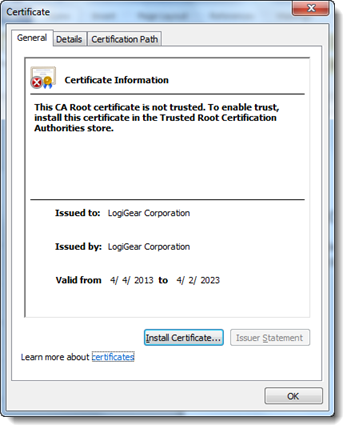 Certificate
General Details Certification Path
Certificate Information
This CA Root certificate is not trusted. To enable trust,
install this certificate in the Trusted Root Certification
Authorities store.
Issued to: LogiGear Corporation
Issued by: LogiGear Corporation
Valid from 4/ 4/ 2013 to 4/ 2/ 2023
Install Certificate... Issuer Statement
Learn more about certificates
OK